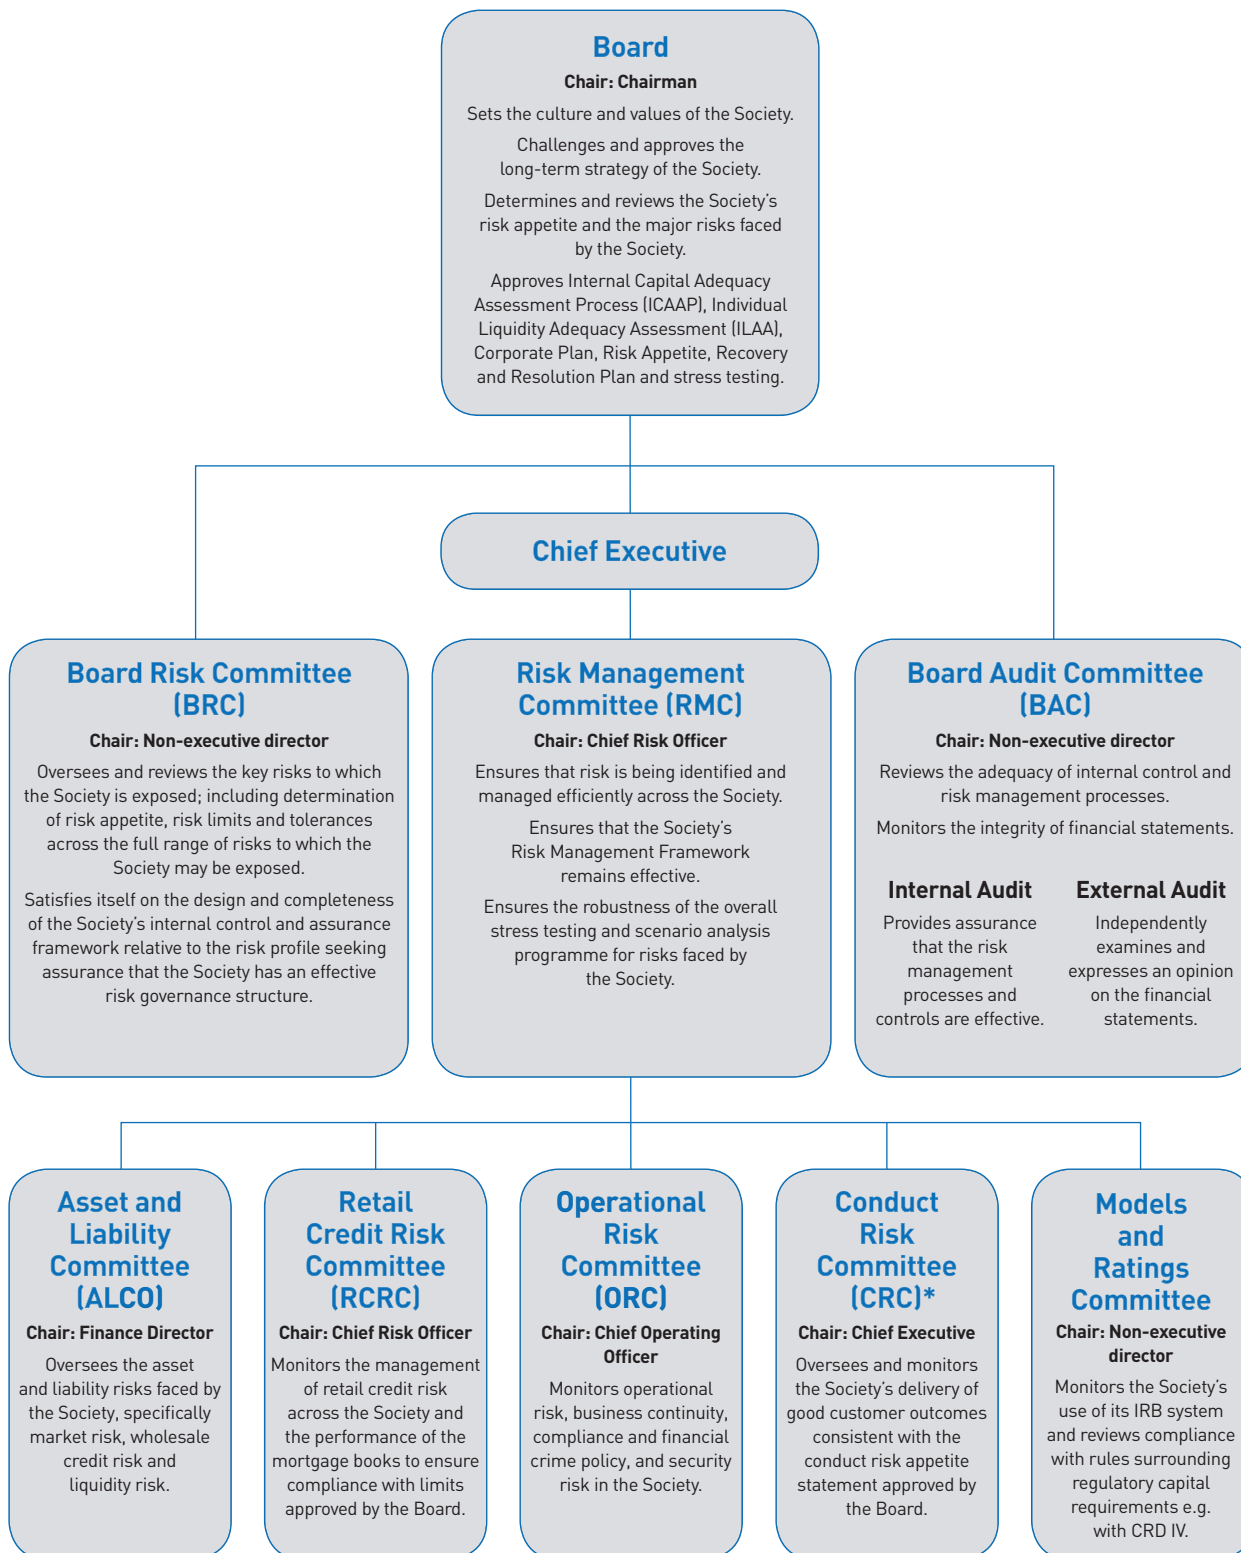 Board
Chair: Chairman
Sets the culture and values of the Society.
Challenges and approves the
long-term strategy of the Society.
Determines and reviews the Society's
risk appetite and the major risks faced
by the Society.
Approves Internal Capital Adequacy
Assessment Process (ICAAP), Individual
Liquidity Adequacy Assessment (ILAA),
Corporate Plan, Risk Appetite, Recovery
and Resolution Plan and stress testing.
Chief Executive
Board Risk Committee
(BRC)
Chair: Non-executive director
Oversees and reviews the key risks to which
the Society is exposed; including determination
of risk appetite, risk limits and tolerances
across the full range of risks to which the
Society may be exposed.
Satisfies itself on the design and completeness
of the Society's internal control and assurance
framework relative to the risk profile seeking
assurance that the Society has an effective
risk governance structure.
Risk Management
Committee (RMC)
Chair: Chief Risk Officer
Ensures that risk is being identified and
managed efficiently across the Society.
Ensures that the Society's
Risk Management Framework
remains effective.
Ensures the robustness of the overall
stress testing and scenario analysis
programme for risks faced by
the Society.
Board Audit Committee
(BAC)
Chair: Non-executive director
Reviews the adequacy of internal control and
risk management processes.
Monitors the integrity of financial statements.
Internal Audit
Provides assurance
that the risk
management
processes and
controls are effective.
External Audit
Independently
examines and
expresses an opinion
on the financial
statements.
Asset and
Liability
Committee
(ALCO)
Chair: Finance Director
Oversees the asset
and liability risks faced by
the Society, specifically
market risk, wholesale
credit risk and
liquidity risk.
Retail
Credit Risk
Committee
(RCRC)
Chair: Chief Risk Officer
Monitors the management
of retail credit risk
across the Society and
the performance of the
mortgage books to ensure
compliance with limits
approved by the Board.
Operational
Risk
Committee
(ORC)
Chair: Chief Operating
Officer
Monitors operational
risk, business continuity,
compliance and financial
crime policy, and security
risk in the Society.
Conduct
Risk
Committee
(CRC)*
Chair: Chief Executive
Oversees and monitors
the Society's delivery of
good customer outcomes
consistent with the
conduct risk appetite
statement approved by
the Board.
Models
and
Ratings
Committee
Chair: Non-executive
director
Monitors the Society's
use of its IRB system
and reviews compliance
with rules surrounding
regulatory capital
requirements e.g.
with CRD IV.